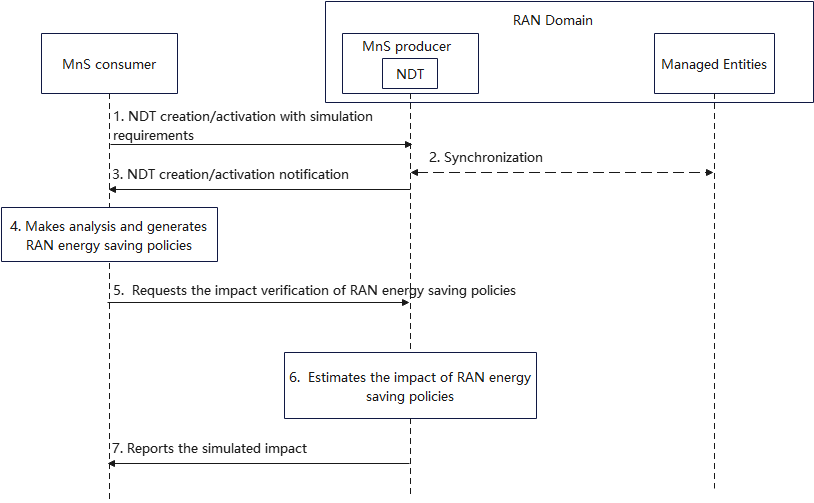 RAN Domain
MnS consumer
MnS producer
NDT
Managed Entities
1. NDT creation/activation with simulation
requirements
2. Synchronization
3. NDT creation/activation notification
4. Makes analysis and generates
RAN energy saving policies
5. Requests the impact verification of RAN energy saving policies
6. Estimates the impact of RAN energy
saving policies
7. Reports the simulated impact